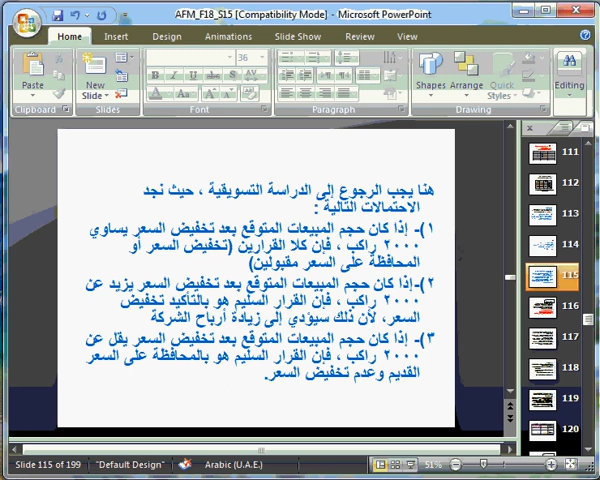 AFM_F18_S15 [Compatibility Mode] - Microsoft PowerPoint
Home Insert Design Animations Slide Show Review View
Paste
Clipboard
New
Slide
Slides
36
B I U abc S AV
Aa A A
Font
Paragraph
Shapes Arrange Quick
Styles
Drawing
Editing
هنا يجب الرجوع إلى الدراسة التسويقية ، حيث نجد
الاحتمالات التالية :
١)- إذا كان حجم المبيعات المتوقع بعد تخفيض السعر يساوي
٢٠٠٠ راكب ، فإن كلا القرارين (تخفيض السعر أو
المحافظة على السعر مقبولين)
٢)-إذا كان حجم المبيعات المتوقع بعد تخفيض السعر يزيد عن
٢٠٠٠ راكب ، فإن القرار السليم هو بالتأكيد تخفيض
السعر، لأن ذلك سيؤدي إلى زيادة أرباح الشركة
٣)- إذا كان حجم المبيعات المتوقع بعد تخفيض السعر يقل عن
٢٠٠٠ راكب ، فإن القرار السليم هو بالمحافظة على السعر
القديم وعدم تخفيض السعر.
111
112
113
114
115
116
117
118
119
120
Slide 115 of 199 "Default Design" Arabic (U.A.E.) 51%